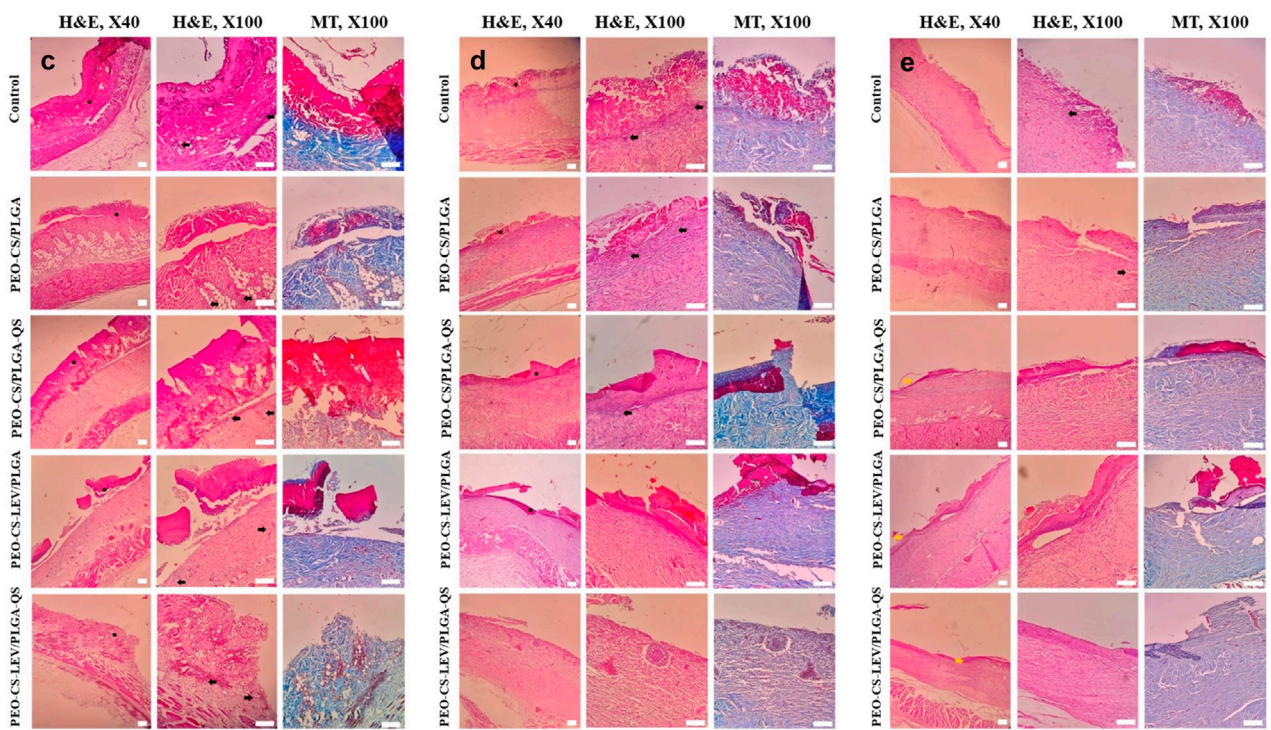 H&E, X40 H&E, X100 MT, X100
c
Control
PEO-CS/PLGA
PEO-CS/PLGA-QS
PEO-CS-LEV/PLGA
PEO-CS-LEV/PLGA-QS
H&E, X40 H&E, X100 MT, X100
d
Control
PEO-CS/PLGA
PEO-CS/PLGA-QS
PEO-CS-LEV/PLGA
PEO-CS-LEV/PLGA-QS
H&E, X40 H&E, X100 MT, X100
e
Control
PEO-CS/PLGA
PEO-CS/PLGA-QS
PEO-CS-LEV/PLGA
PEO-CS-LEV/PLGA-QS